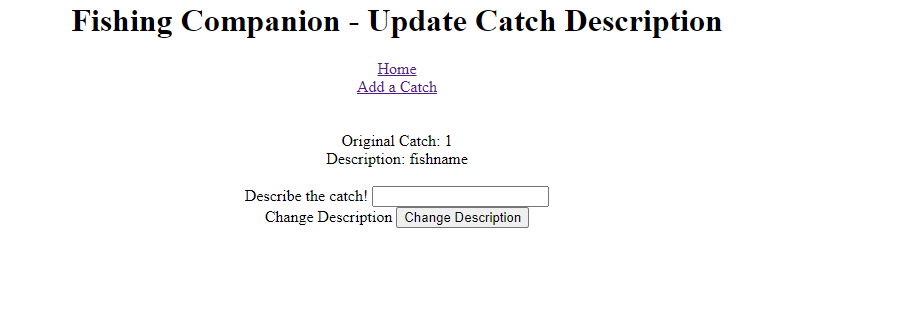 Fishing Companion - Update Catch Description
Home
Add a Catch
Original Catch: 1
Description: fishname
Describe the catch!
Change Description Change Description